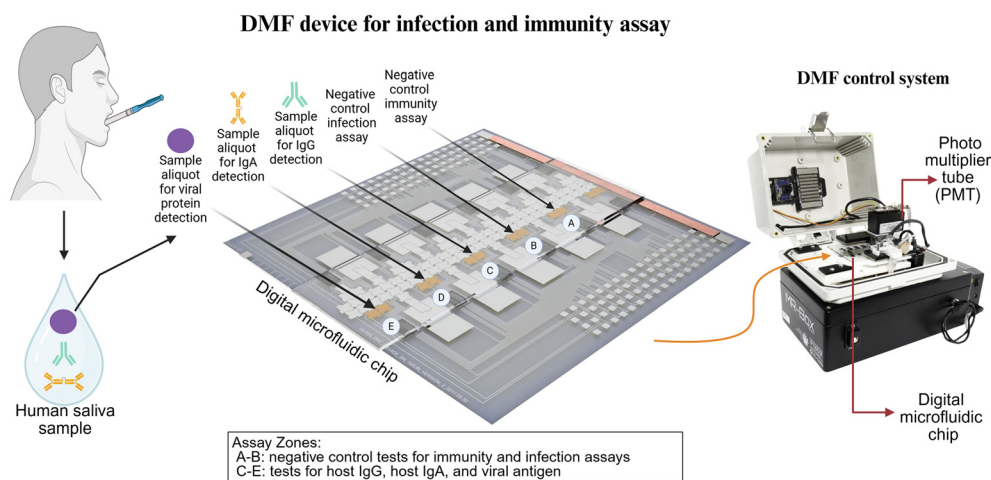 DMF device for infection and immunity assay
Negative
control
immunity
assay
Negative
control
infection
assay
Sample
aliquot
for IgG
detection
Sample
aliquot
for IgA
detection
Sample
aliquot
for viral
protein
detection
DMF control system
Photo
multiplier
tube
(PMT)
A
B
C
D
E
Digital microfluidic chip
MR-BOX
Human saliva
sample
Digital
microfluidic
chip
Assay Zones:
A-B: negative control tests for immunity and infection assays
C-E: tests for host IgG, host IgA, and viral antigen